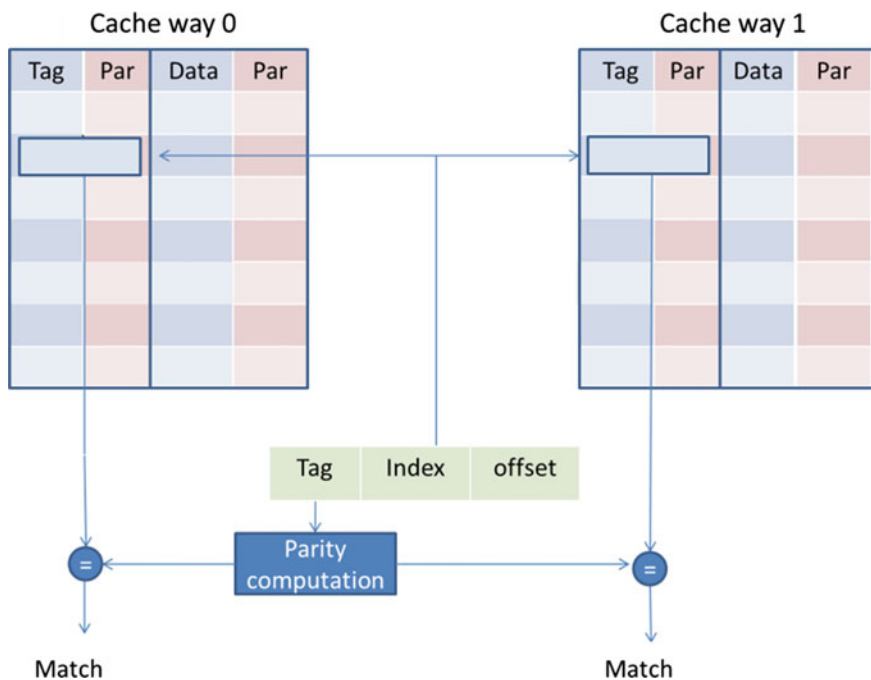 Cache way 0
Cache way 1
Tag Par Data Par
Tag Par Data Par
Tag Index offset
Parity
computation
=
=
Match
Match